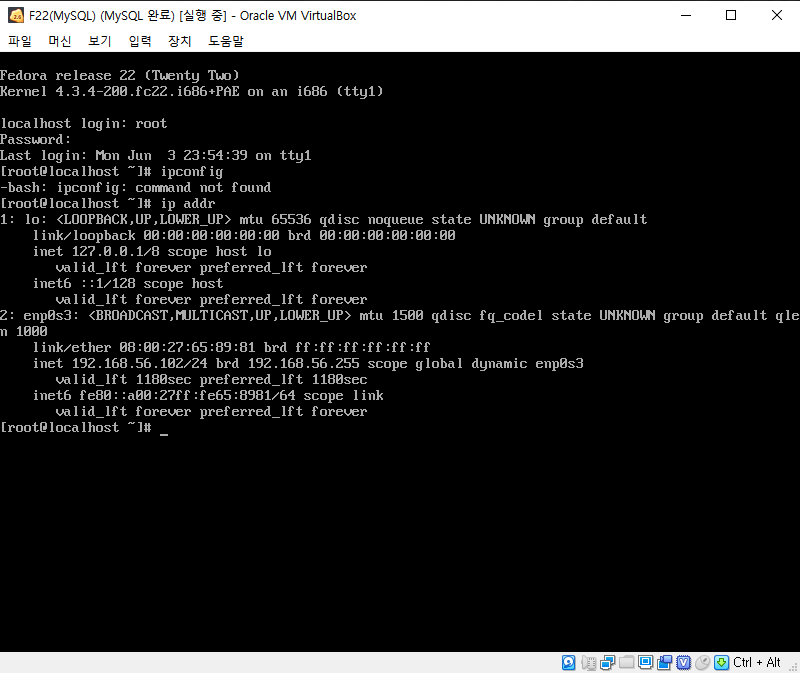 F22(MySQL) (MySQL 완료) [실행 중] - Oracle VM VirtualBox
파일 머신 보기 입력 장치 도움말
Fedora release 22 (Twenty Two)
Kernel 4.3.4-200.fc22.i686+PAE on an i686 (tty1)
localhost login: root
Password:
Last login: Mon Jun  3 23:54:39 on tty1
[root@localhost ~]# ipconfig
-bash: ipconfig: command not found
[root@localhost ~]# ip addr
1: lo: <LOOPBACK,UP,LOWER_UP> mtu 65536 qdisc noqueue state UNKNOWN group default
    link/loopback 00:00:00:00:00:00 brd 00:00:00:00:00:00
    inet 127.0.0.1/8 scope host lo
       valid_lft forever preferred_lft forever
    inet6 ::1/128 scope host
       valid_lft forever preferred_lft forever
2: enp0s3: <BROADCAST,MULTICAST,UP,LOWER_UP> mtu 1500 qdisc fq_codel state UNKNOWN group default qle
n 1000
    link/ether 08:00:27:65:89:81 brd ff:ff:ff:ff:ff:ff
    inet 192.168.56.102/24 brd 192.168.56.255 scope global dynamic enp0s3
       valid_lft 1180sec preferred_lft 1180sec
    inet6 fe80::a00:27ff:fe65:8981/64 scope link
       valid_lft forever preferred_lft forever
[root@localhost ~]# _
Ctrl + Alt